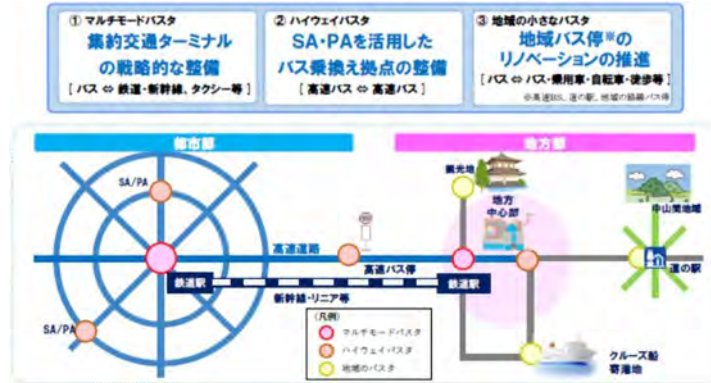 ① マルチモードバスタ
集約交通ターミナル
の戦略的な整備
[ バス ⇔ 鉄道・新幹線、タクシー等 ]
② ハイウェイバスタ
SA・PAを活用した
バス乗換え拠点の整備
[ 高速バス ⇔ 高速バス ]
③ 地域の小さなバスタ
地域バス停※の
リノベーションの推進
[ バス ⇔ バス・乗用車・自転車・徒歩等 ]
※高速BS、道の駅、地域の路線バス停
都市部
地方部
SA/PA
観光地
地方
中心部
中山間地域
高速道路
高速バス停
道の駅
鉄道駅
鉄道駅
新幹線・リニア等
SA/PA
(凡例)
マルチモードバスタ
ハイウェイバスタ
地域のバスタ
クルーズ船
寄港地